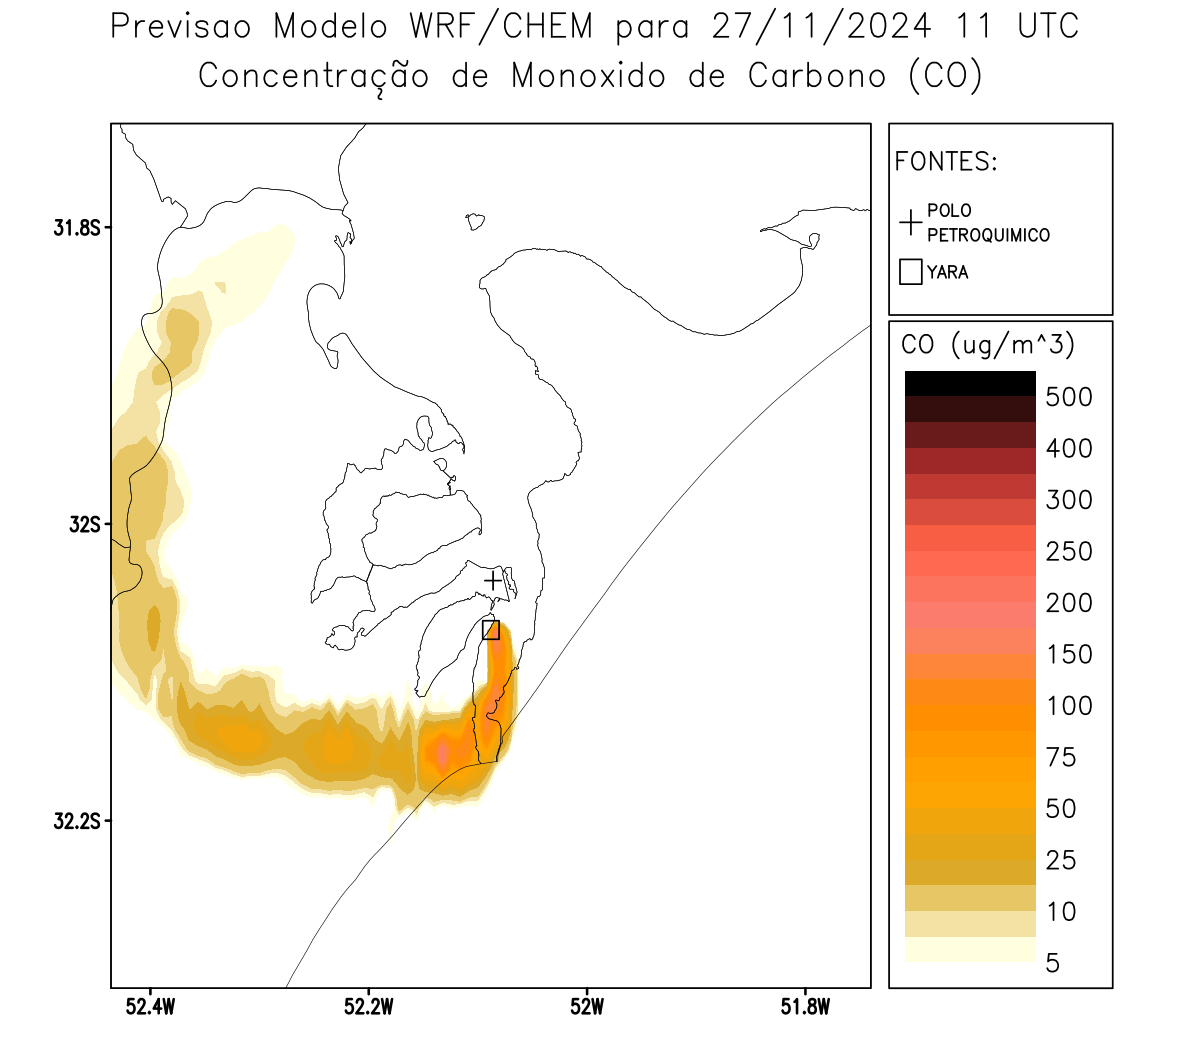 Previsao Modelo WRF/CHEM para 27/11/2024 11 UTC
Concentração de Monoxido de Carbono (CO)
FONTES:
POLO
PETROQUIMICO
YARA
CO (ug/m^3)
500
400
300
250
200
150
100
75
50
25
10
5
31.8S
32S
32.2S
52.4W
52.2W
52W
51.8W